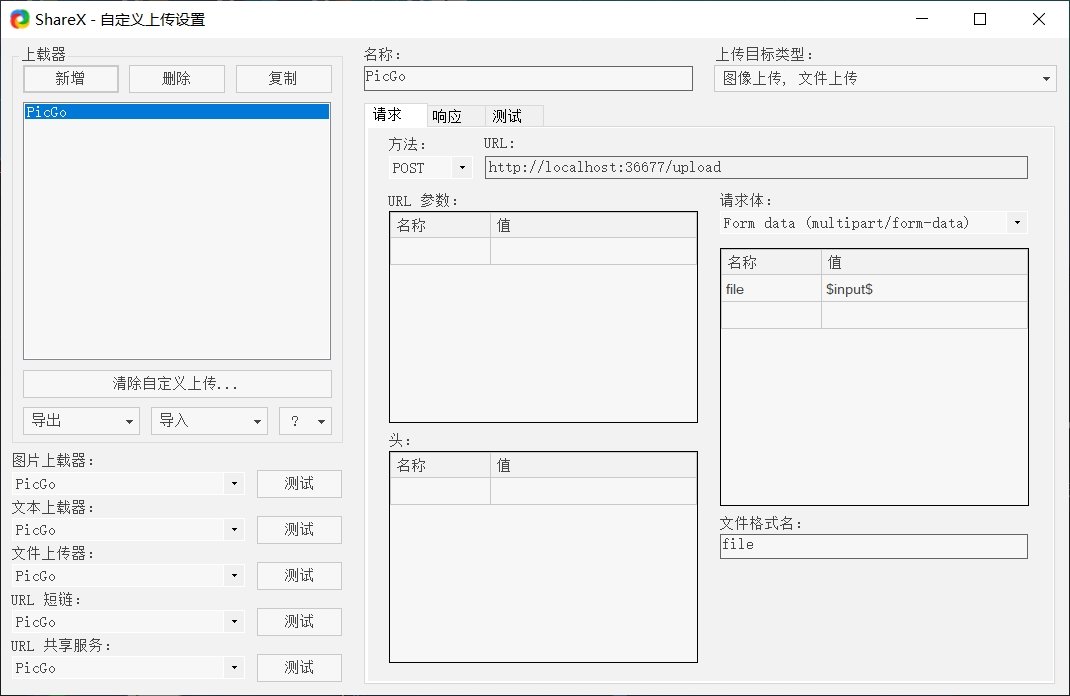 ShareX - 自定义上传设置
上载器
新增 删除 复制
PicGo
清除自定义上传...
导出 导入 ?
图片上载器:
PicGo 测试
文本上载器:
PicGo 测试
文件上传器:
PicGo 测试
URL 短链:
PicGo 测试
URL 共享服务:
PicGo 测试
名称:
PicGo
上传目标类型:
图像上传, 文件上传
请求 响应 测试
方法: URL:
POST http://localhost:36677/upload
URL 参数:
名称 值
头:
名称 值
请求体:
Form data (multipart/form-data)
名称 值
file $input$
文件格式名:
file